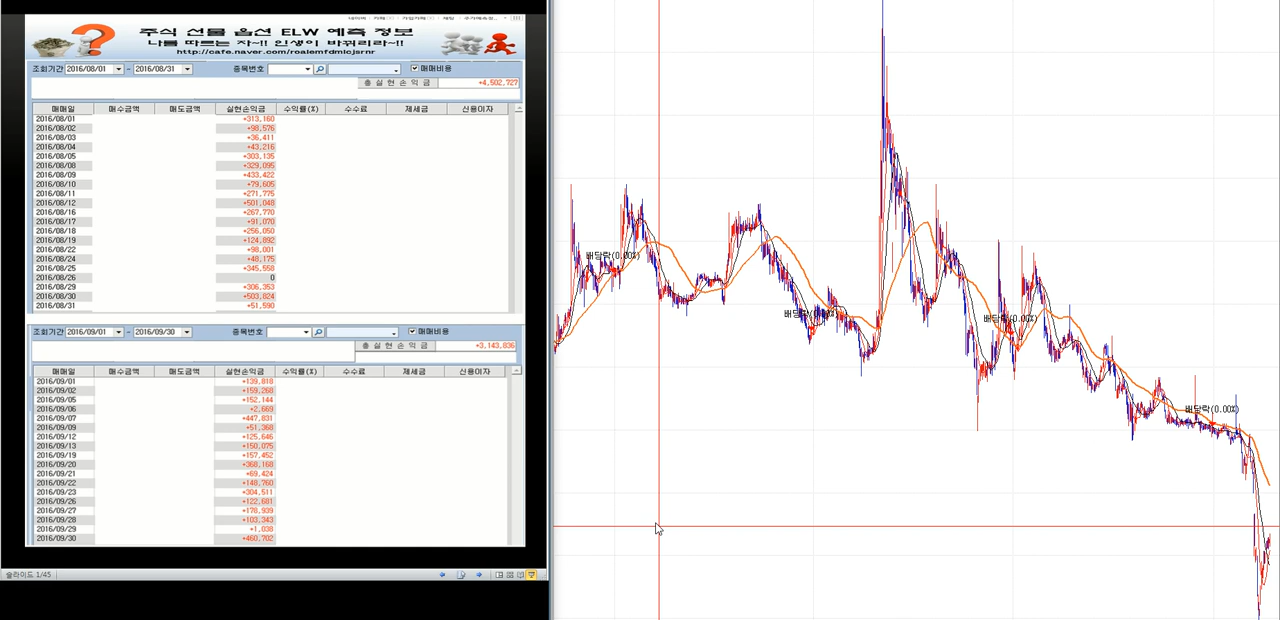 주식 선물 옵션 ELW 예측 정보
나를 따르는 자~!! 인생이 바뀌리라~!!
http://cafe.naver.com/roalemfdmlcjsrnr
조회기간 2016/08/01 ~ 2016/08/31 종목번호 매매비용
총 실 현 손 익 금 +4,502,727
매매일 매수금액 매도금액 실현손익금 수익률(%) 수수료 제세금 신용이자
2016/08/01 +313,160
2016/08/02 +98,576
2016/08/03 +36,411
2016/08/04 +43,216
2016/08/05 +303,135
2016/08/08 +329,095
2016/08/09 +433,422
2016/08/10 +79,605
2016/08/11 +271,775
2016/08/12 +501,048
2016/08/16 +267,770
2016/08/17 +91,070
2016/08/18 +256,050
2016/08/19 +124,892
2016/08/22 +98,001
2016/08/24 +48,175
2016/08/25 +345,558
2016/08/26 0
2016/08/29 +306,353
2016/08/30 +503,824
2016/08/31 +51,590
조회기간 2016/09/01 ~ 2016/09/30 종목번호 매매비용
총 실 현 손 익 금 +3,143,836
매매일 매수금액 매도금액 실현손익금 수익률(%) 수수료 제세금 신용이자
2016/09/01 +139,818
2016/09/02 +159,268
2016/09/05 +152,144
2016/09/06 +2,669
2016/09/07 +447,831
2016/09/09 +51,368
2016/09/12 +125,646
2016/09/13 +150,075
2016/09/19 +157,452
2016/09/20 +368,168
2016/09/21 +69,424
2016/09/22 +148,760
2016/09/23 +304,511
2016/09/26 +122,681
2016/09/27 +178,939
2016/09/28 +103,343
2016/09/29 +1,038
2016/09/30 +460,702
슬라이드 1/45
배당락(0.00%)
배당락(0.00%)
배당락(0.00%)
배당락(0.00%)